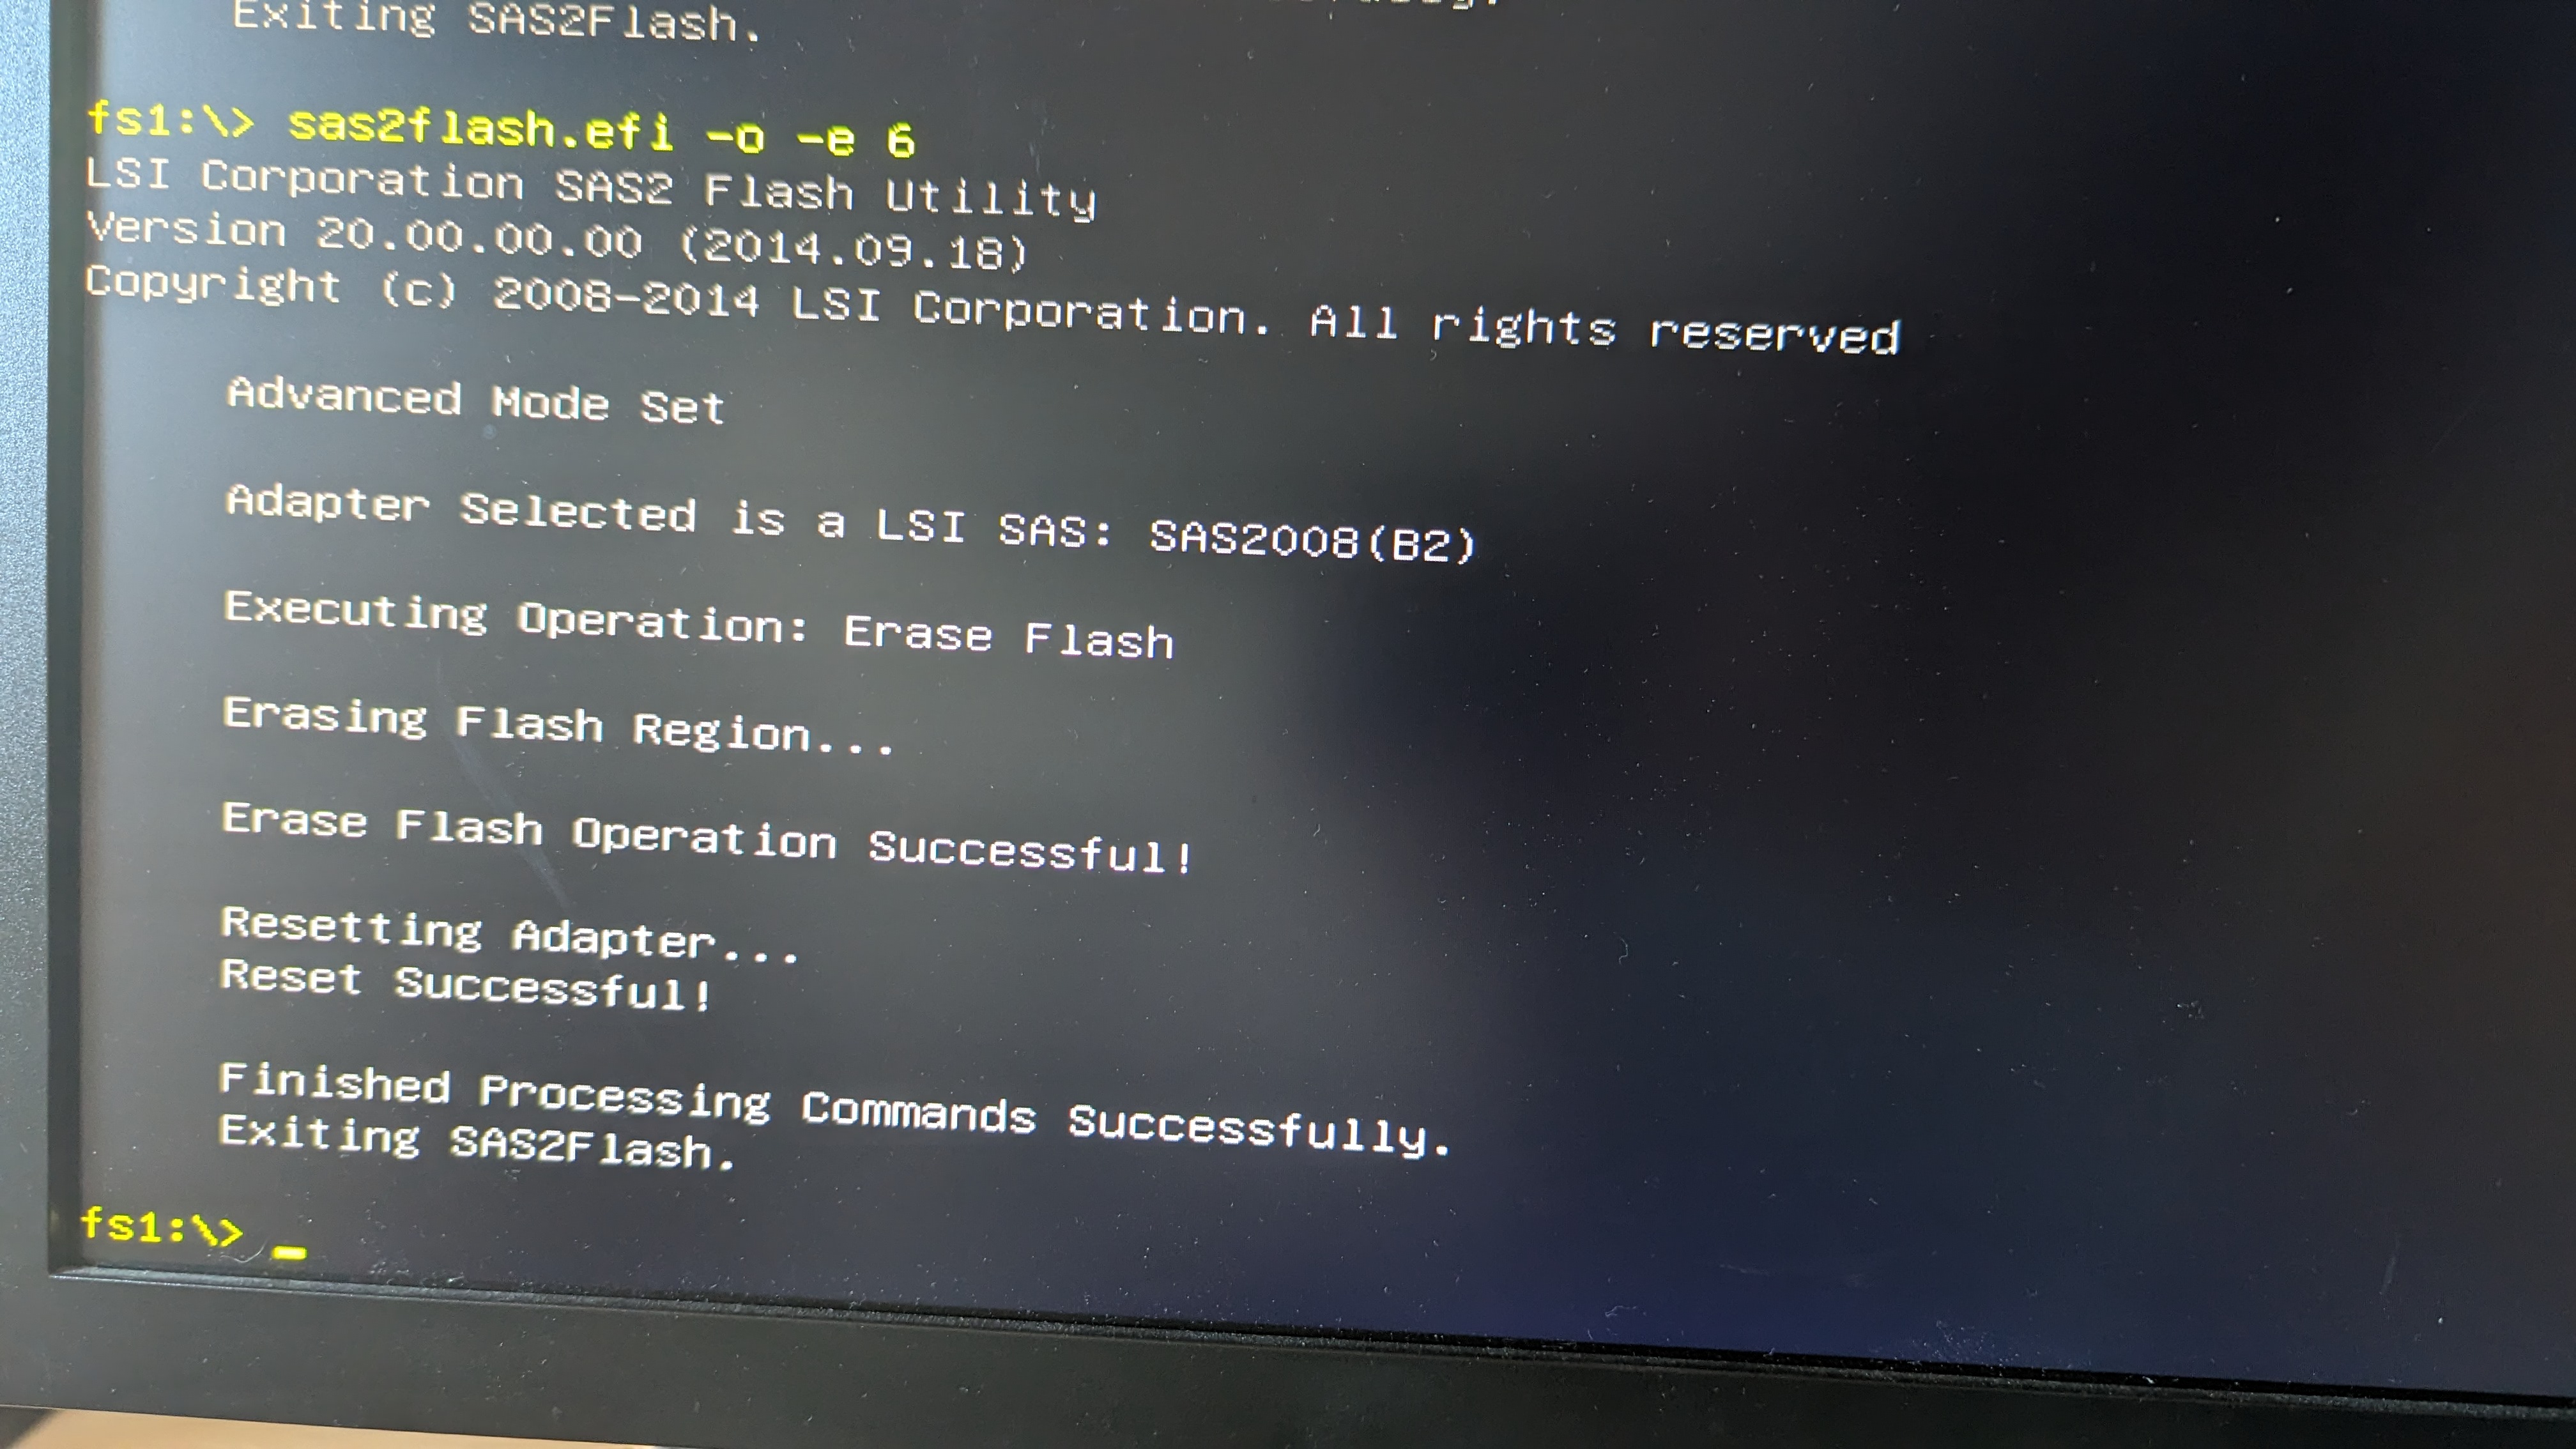 Exiting SAS2Flash.
fs1:\> sas2flash.efi -o -e 6
LSI Corporation SAS2 Flash Utility
Version 20.00.00.00 (2014.09.18)
Copyright (c) 2008-2014 LSI Corporation. All rights reserved
Advanced Mode Set
Adapter Selected is a LSI SAS: SAS2008(B2)
Executing Operation: Erase Flash
Erasing Flash Region...
Erase Flash Operation Successful!
Resetting Adapter...
Reset Successful!
Finished Processing Commands Successfully.
Exiting SAS2Flash.
fs1:\> _